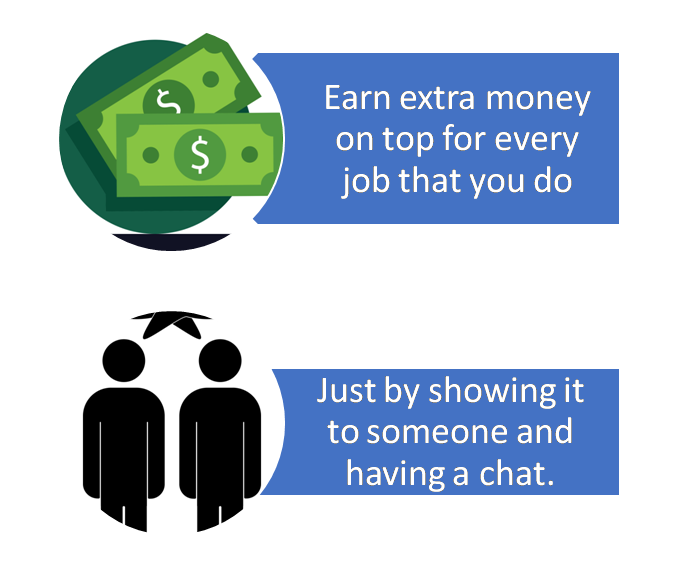 $
$
Earn extra money
on top for every
job that you do
Just by showing it
to someone and
having a chat.